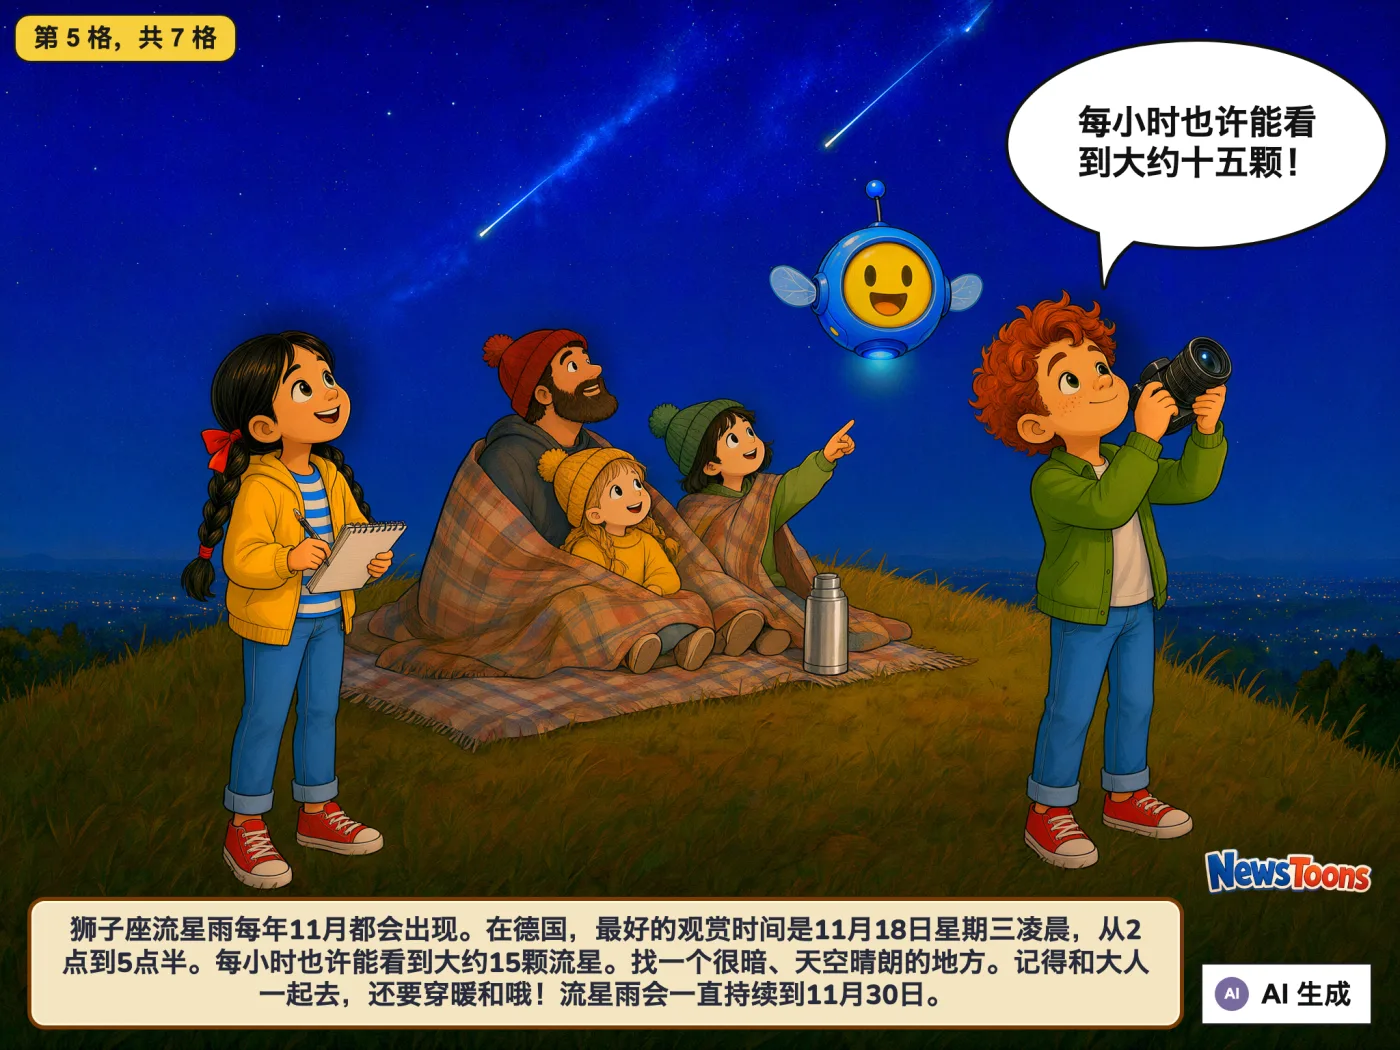 第 5 格，共 7 格
每小时也许能看
到大约十五颗！
NewsToons
狮子座流星雨每年11月都会出现。在德国，最好的观赏时间是11月18日星期三凌晨，从2
点到5点半。每小时也许能看到大约15颗流星。找一个很暗、天空晴朗的地方。记得和大人
一起去，还要穿暖和哦！流星雨会一直持续到11月30日。
AI AI 生成